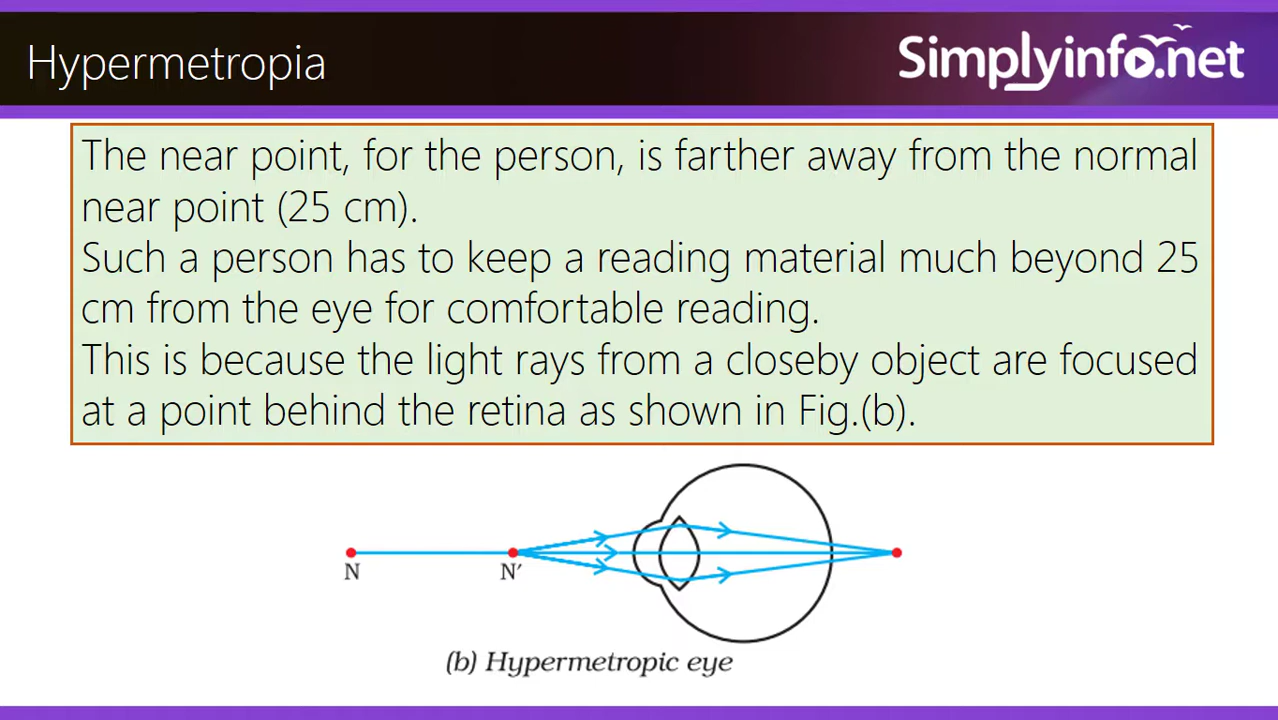 Hypermetropia
Simplyinfo.net
The near point, for the person, is farther away from the normal
near point (25 cm).
Such a person has to keep a reading material much beyond 25
cm from the eye for comfortable reading.
This is because the light rays from a closeby object are focused
at a point behind the retina as shown in Fig.(b).
N
N′
(b) Hypermetropic eye